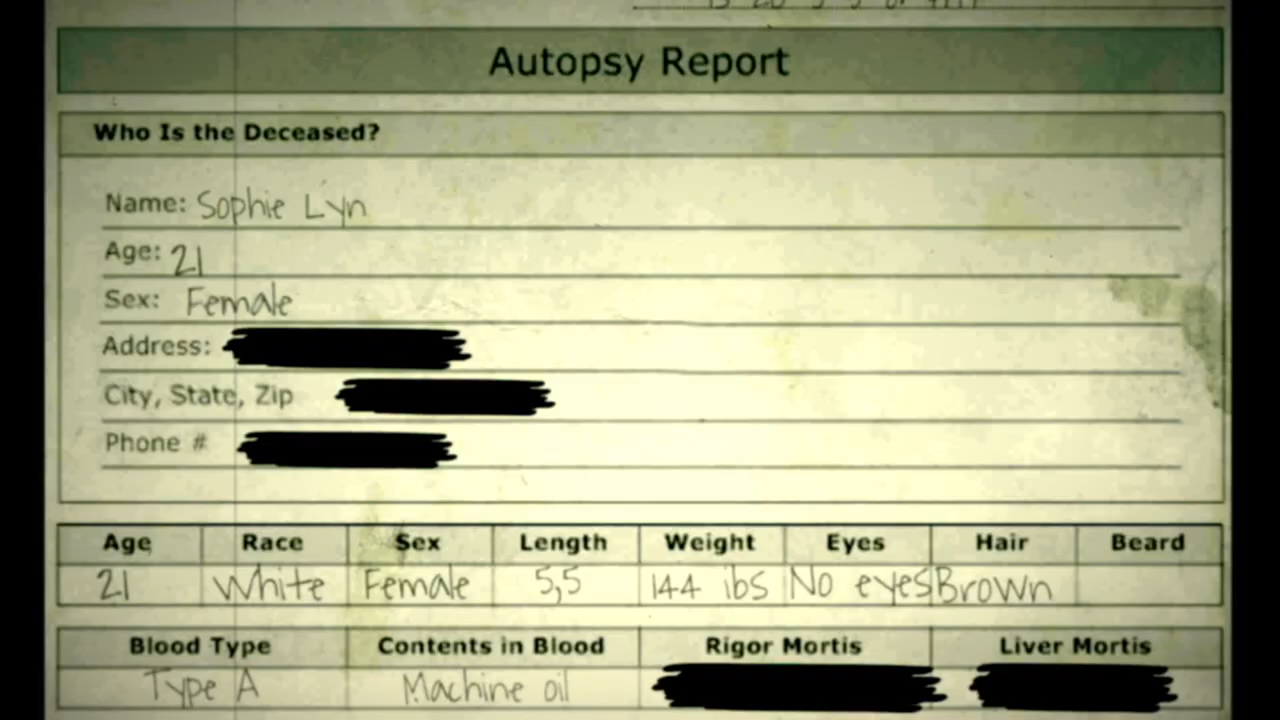 Autopsy Report
Who Is the Deceased?
Name: Sophie Lyn
Age: 21
Sex: Female
Address:
City, State, Zip
Phone #
Age Race Sex Length Weight Eyes Hair Beard
21 White Female 5,5 144 ibs No eyes Brown
Blood Type Contents in Blood Rigor Mortis Liver Mortis
Type A Machine oil